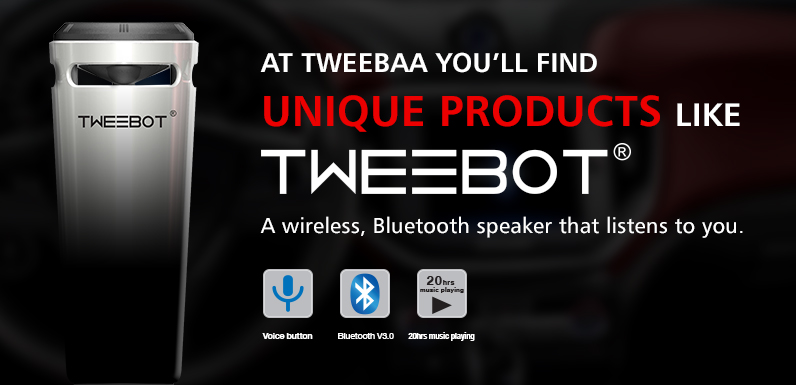 TWEEBOT®
AT TWEEBAA YOU'LL FIND
UNIQUE PRODUCTS LIKE
TWEEBOT®
A wireless, Bluetooth speaker that listens to you.
20hrs
music playing
Voice button
Bluetooth V3.0
20hrs music playing